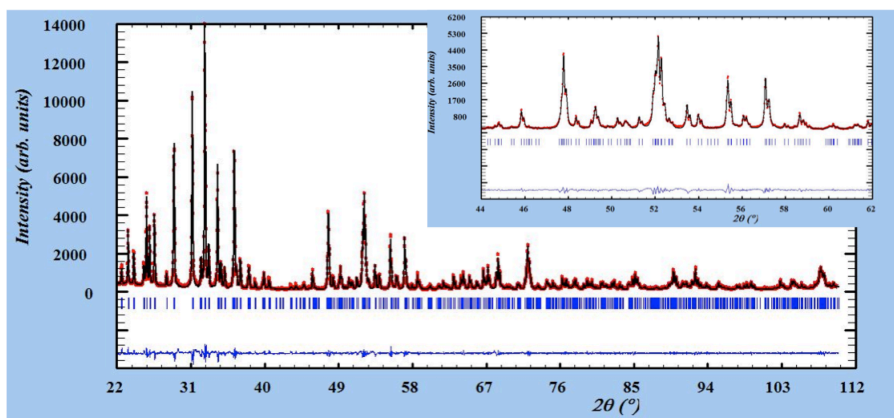 14000
12000
10000
8000
6000
4000
2000
0
Intensity (arb. units)
22 31 40 49 58 67 76 85 94 103 112
2θ (°)
6200
5300
4400
3500
2600
1700
800
Intensity (arb. units)
44 46 48 50 52 54 56 58 60 62
2θ (°)